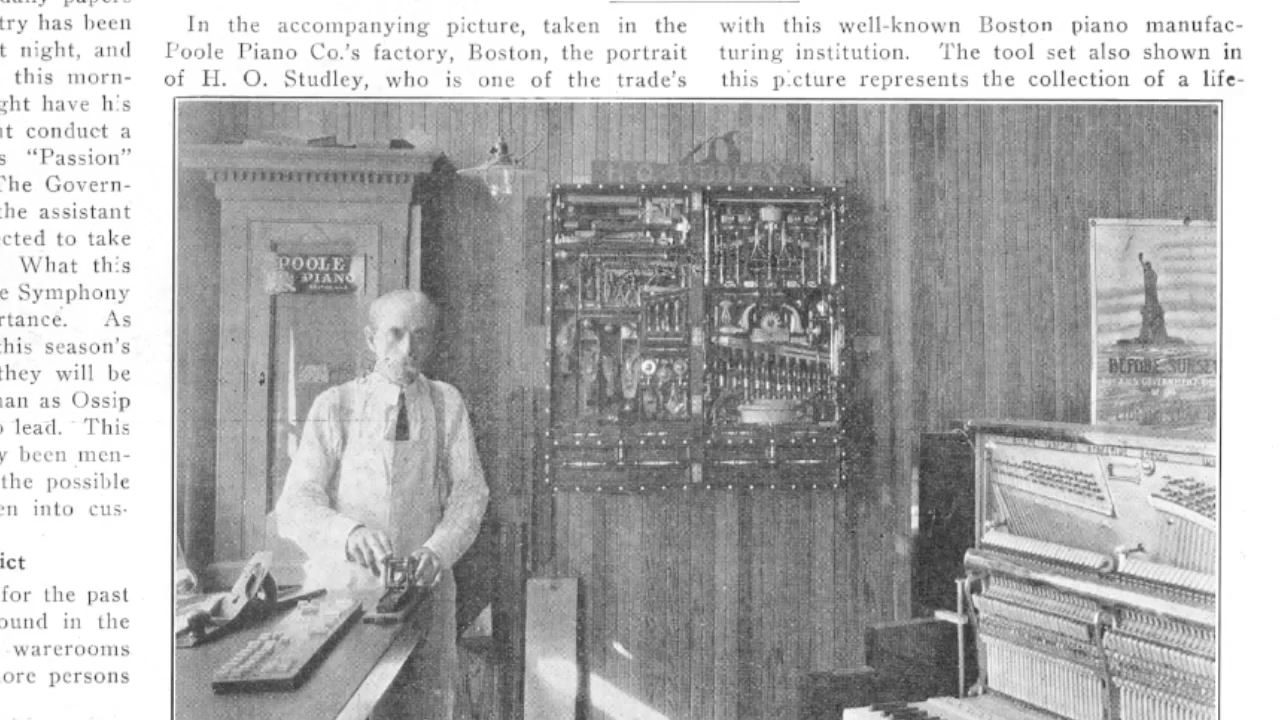 daily papers
try has been
t night, and
this morn-
ght have his
nt conduct a
s "Passion"
The Govern-
the assistant
cted to take
What this
e Symphony
rtance. As
this season's
they will be
man as Ossip
o lead. This
y been men-
the possible
en into cus-
ict
for the past
ound in the
warerooms
ore persons
In the accompanying picture, taken in the
Poole Piano Co.'s factory, Boston, the portrait
of H. O. Studley, who is one of the trade's
with this well-known Boston piano manufac-
turing institution. The tool set also shown in
this picture represents the collection of a life-
POOLE
PIANO
BEFORE SUNSET